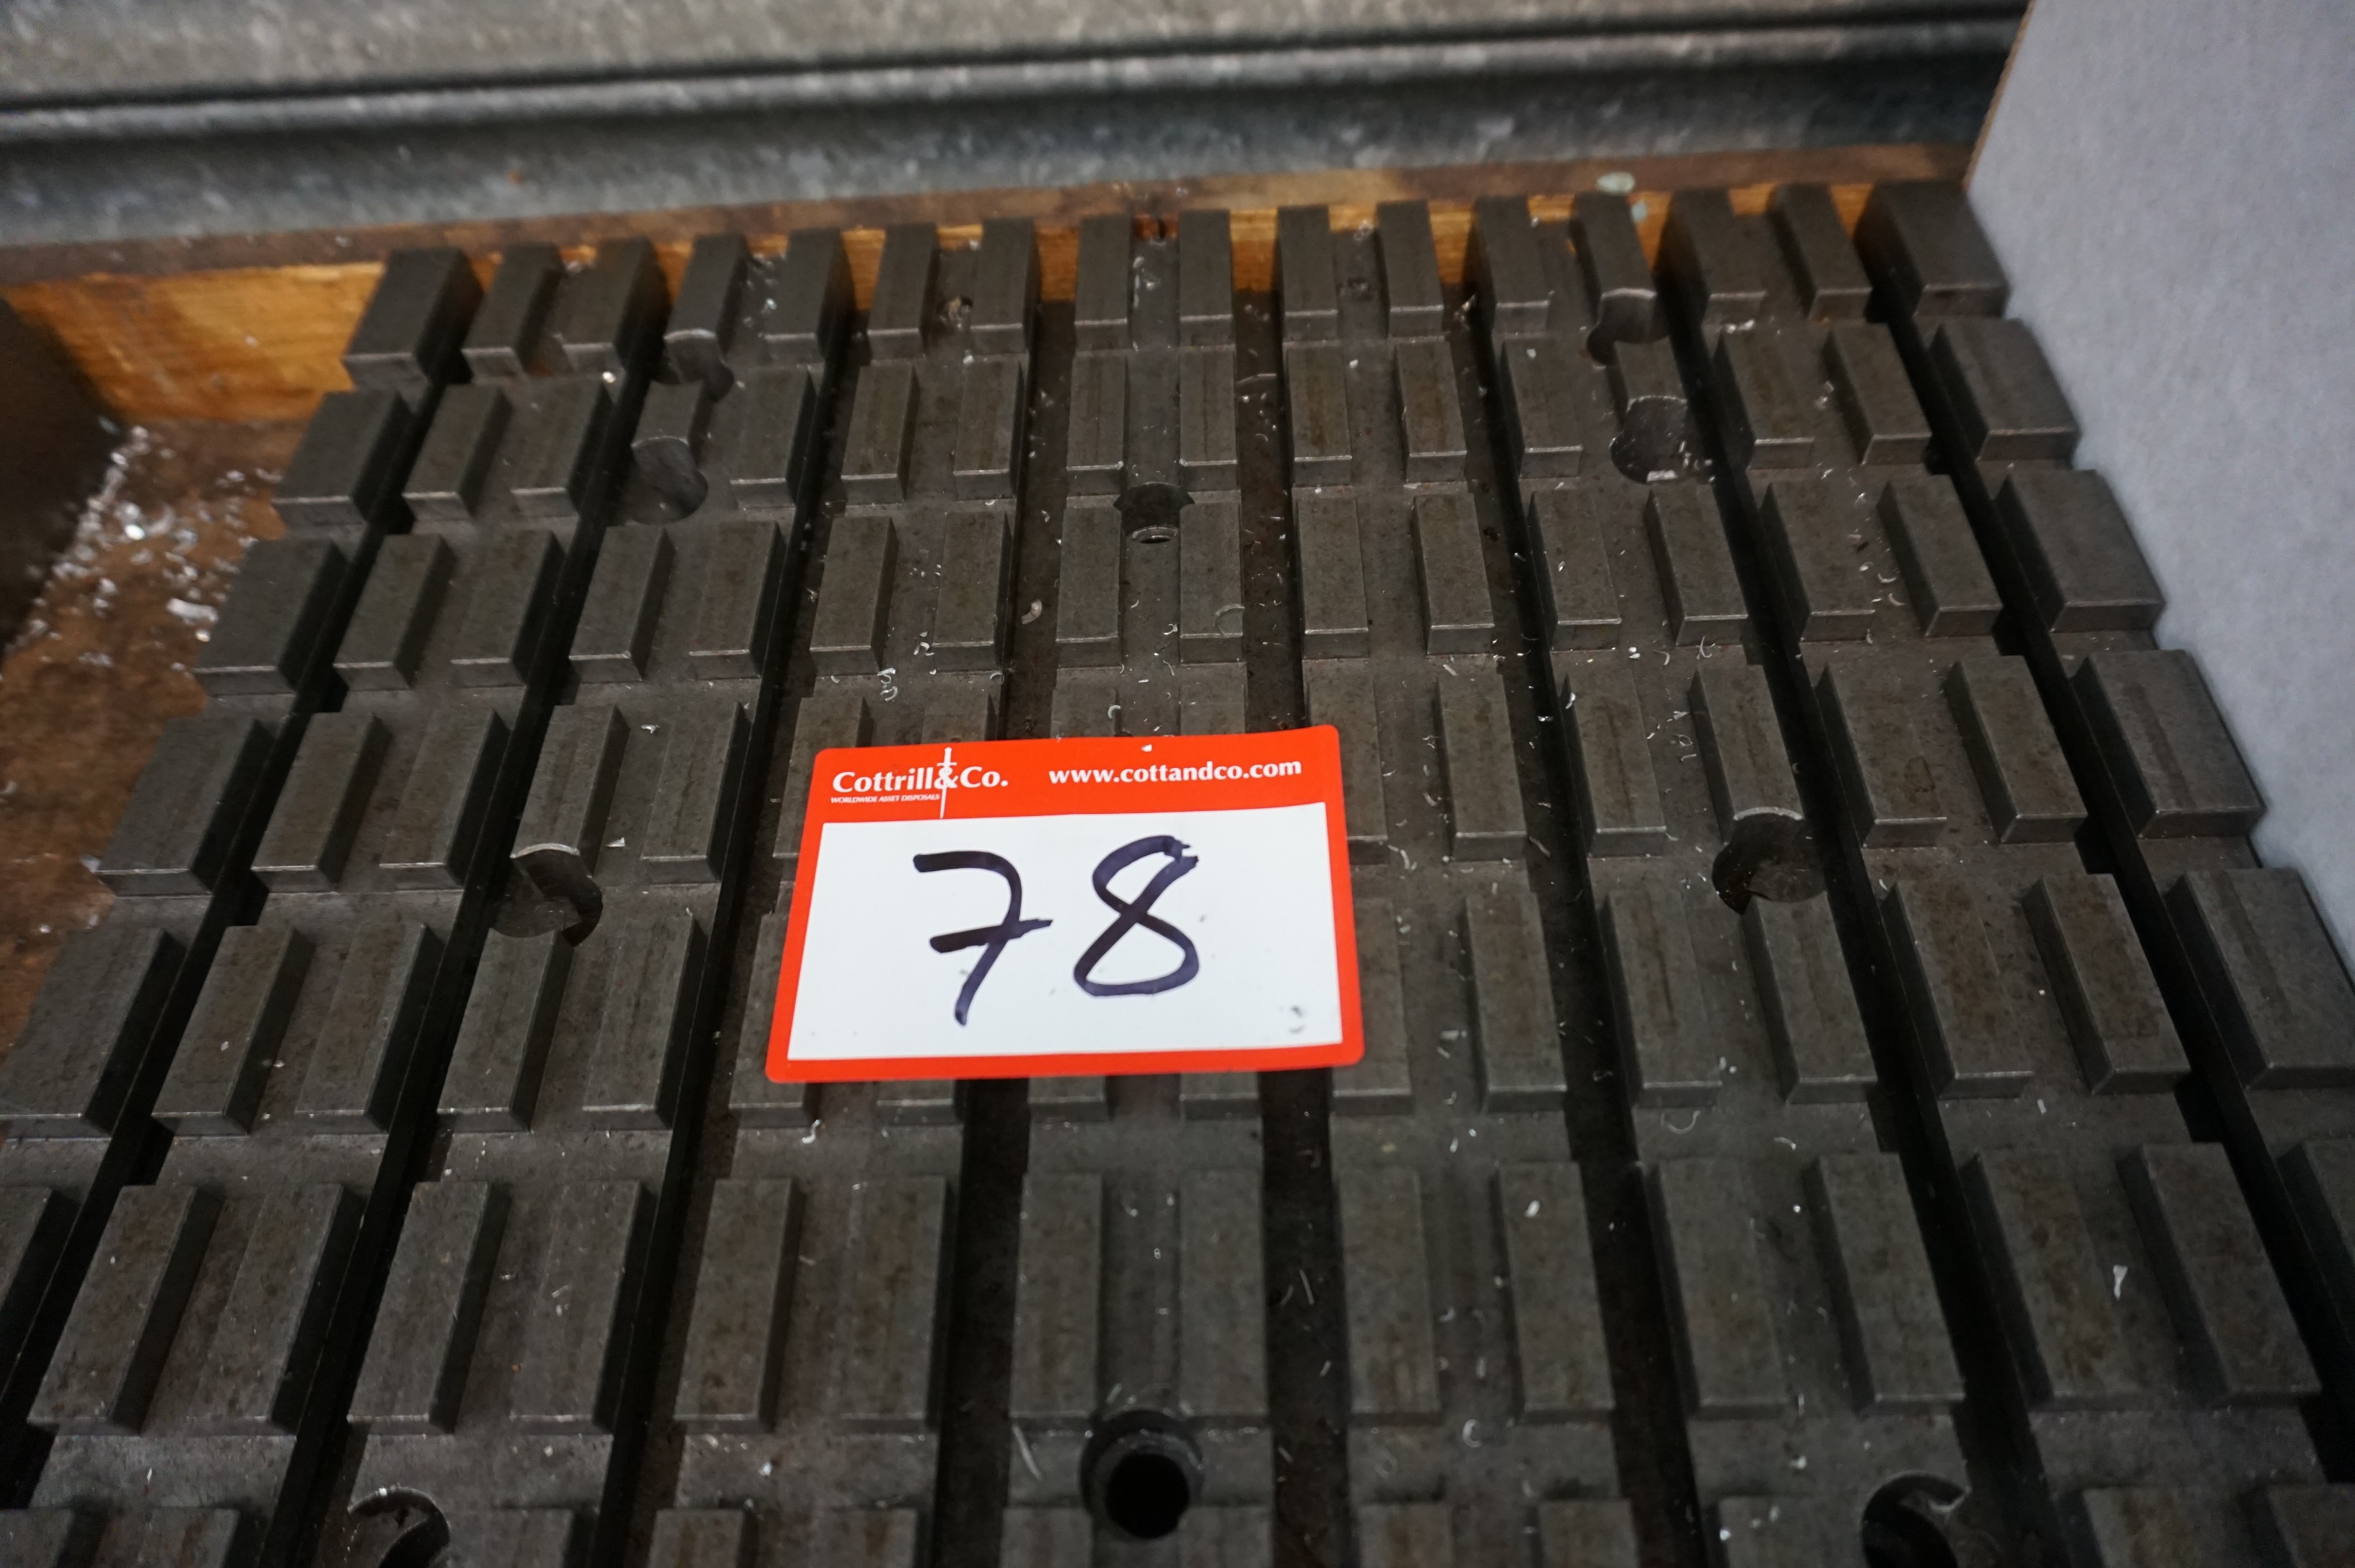 Cottrill&Co. www.cottandco.com
WORLDWIDE ASSET DISPOSALS
78